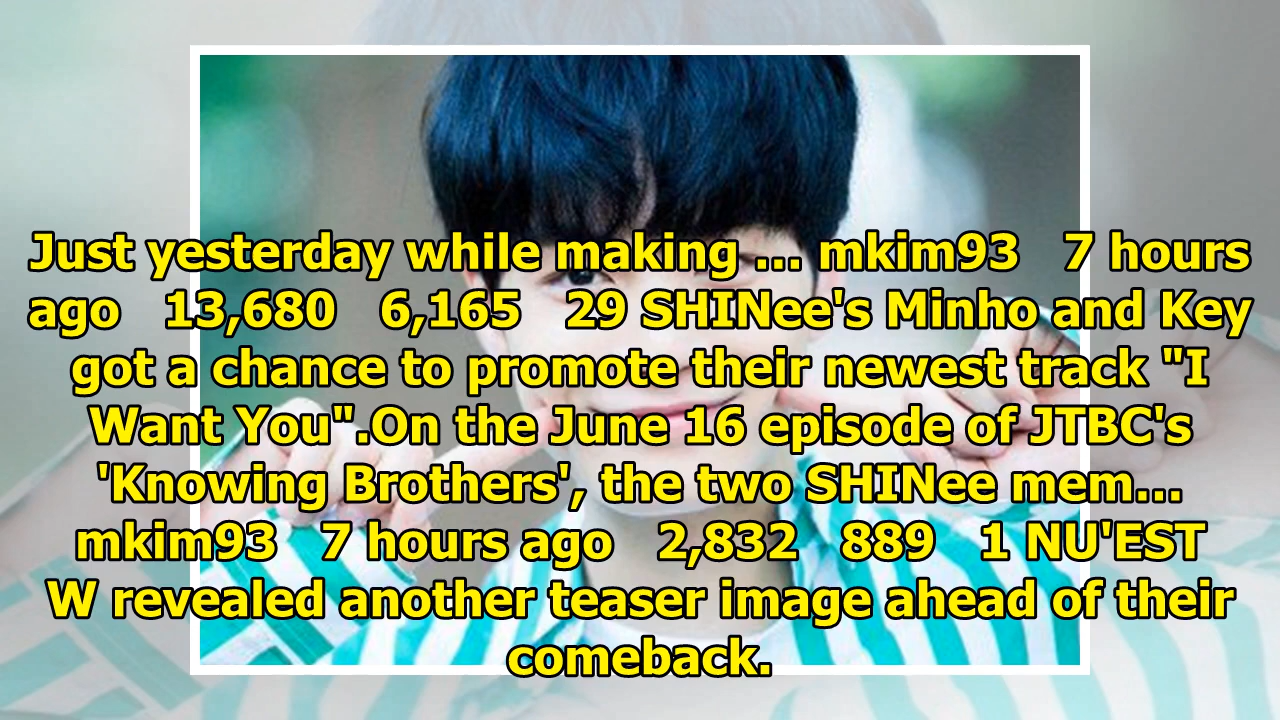 Just yesterday while making ... mkim93 7 hours
ago 13,680 6,165 29 SHINee's Minho and Key
got a chance to promote their newest track "I
Want You".On the June 16 episode of JTBC's
'Knowing Brothers', the two SHINee mem...
mkim93 7 hours ago 2,832 889 1 NU'EST
W revealed another teaser image ahead of their
comeback.